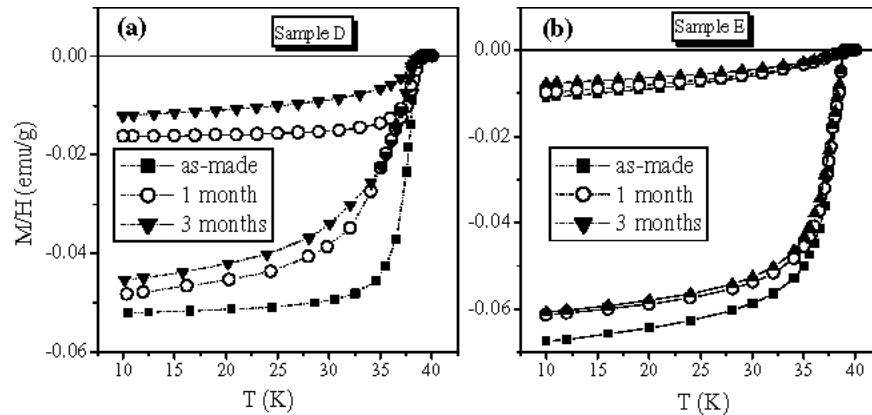 (a)
Sample D
0.00
-0.02
-0.04
-0.06
M/H (emu/g)
as-made
1 month
3 months
10 15 20 25 30 35 40
T (K)
(b)
Sample E
0.00
-0.02
-0.04
-0.06
as-made
1 month
3 months
10 15 20 25 30 35 40
T (K)